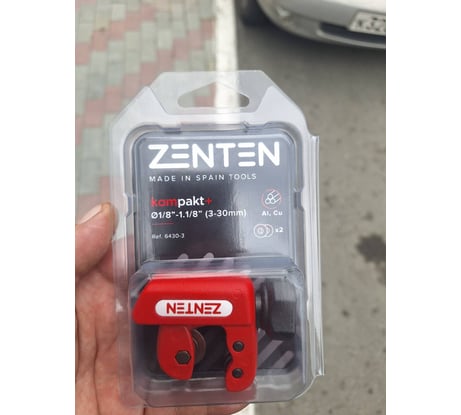 ZENTEN
MADE IN SPAIN TOOLS
kompakt+
Ø1/8"-1.1/8" (3-30mm)
Al, Cu
x2
Ref. 6430-3
ZENTEN